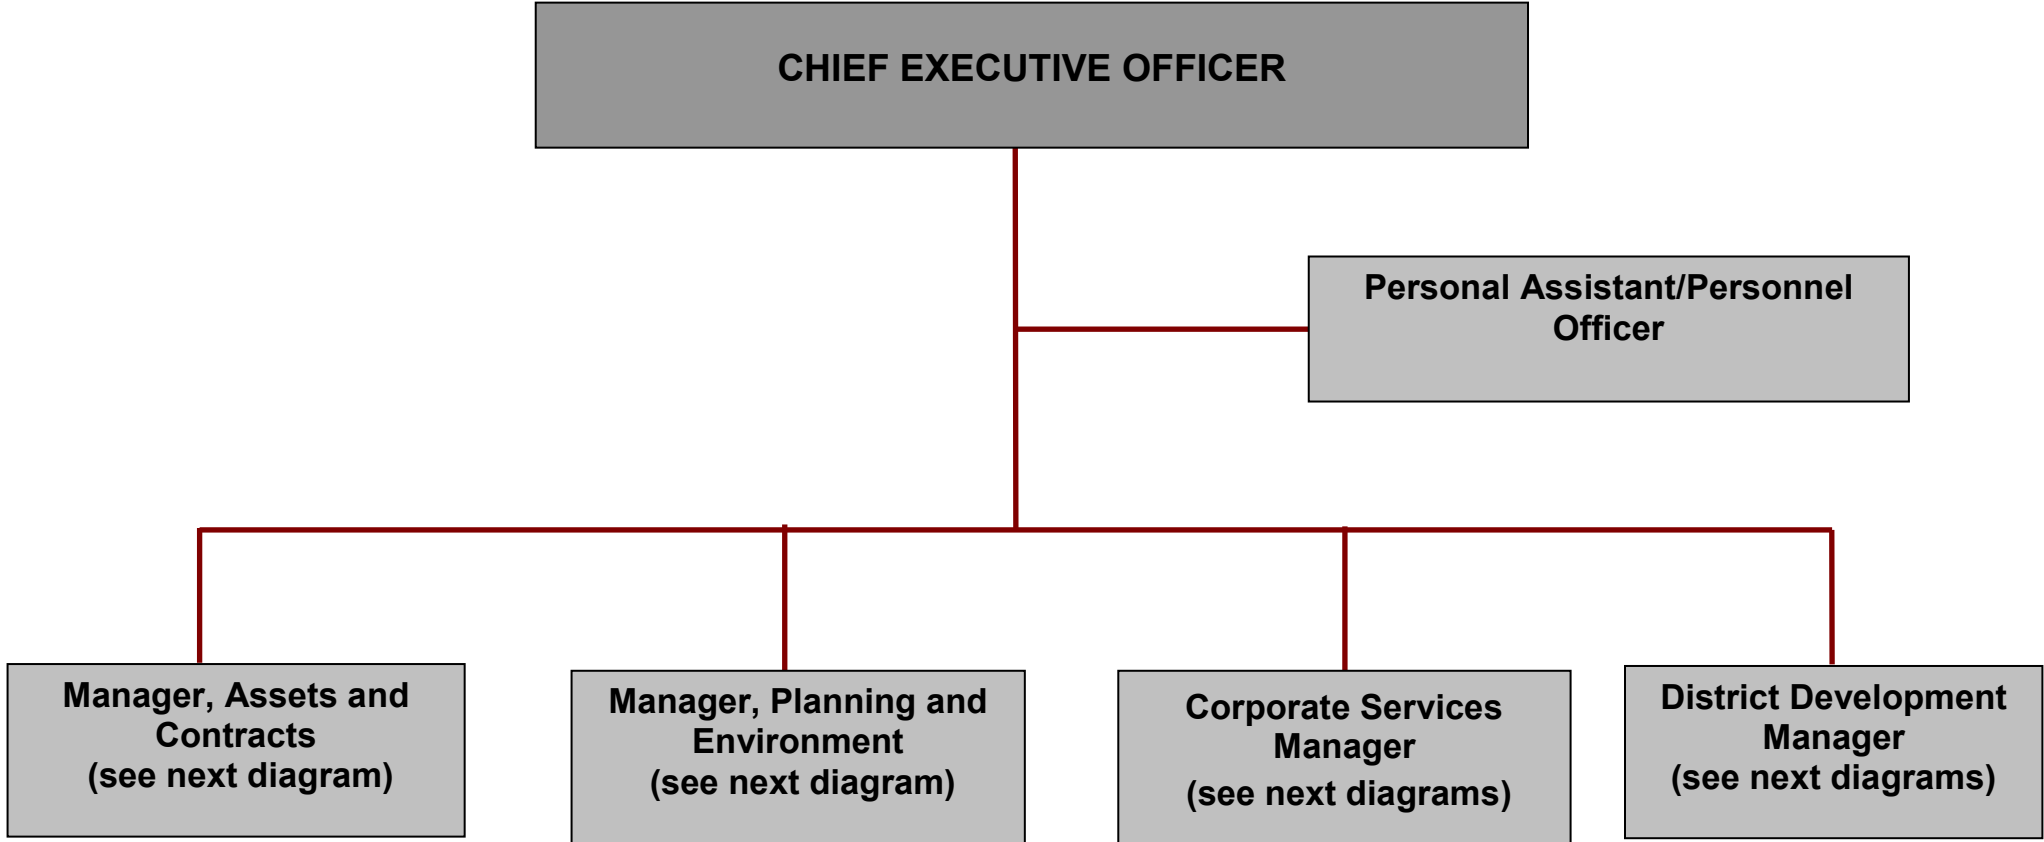 CHIEF EXECUTIVE OFFICER
Personal Assistant/Personnel
Officer
Manager, Assets and
Contracts
(see next diagram)
Manager, Planning and
Environment
(see next diagram)
Corporate Services
Manager
(see next diagrams)
District Development
Manager
(see next diagrams)